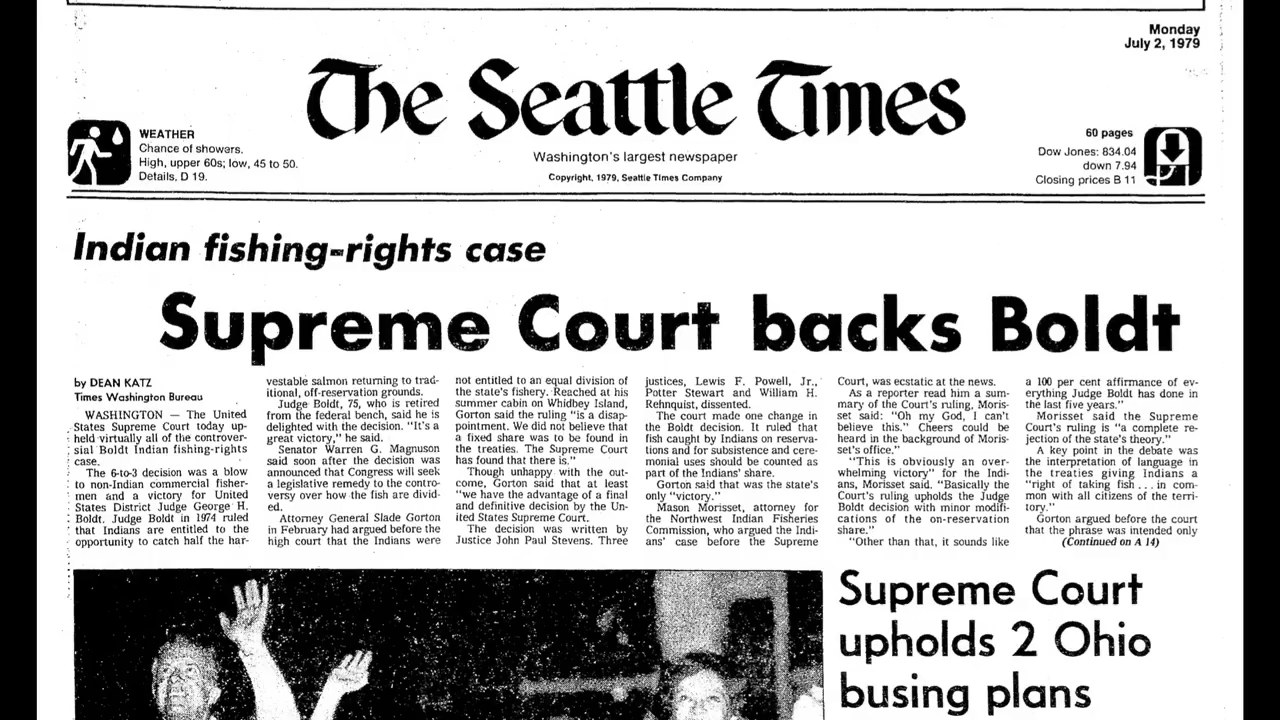 Monday
July 2, 1979
The Seattle Times
WEATHER
Chance of showers.
High, upper 60s; low, 45 to 50.
Details, D 19.
Washington's largest newspaper
Copyright, 1979, Seattle Times Company
60 pages
Dow Jones: 834.04
down 7.94
Closing prices B 11
Indian fishing-rights case
Supreme Court backs Boldt
by DEAN KATZ
Times Washington Bureau
WASHINGTON — The United
States Supreme Court today up-
held virtually all of the controver-
sial Boldt Indian fishing-rights
case.
The 6-to-3 decision was a blow
to non-Indian commercial fisher-
men and a victory for United
States District Judge George H.
Boldt. Judge Boldt in 1974 ruled
that Indians are entitled to the
opportunity to catch half the har-
vestable salmon returning to trad-
itional, off-reservation grounds.
Judge Boldt, 75, who is retired
from the federal bench, said he is
delighted with the decision. "It's a
great victory," he said.
Senator Warren G. Magnuson
said soon after the decision was
announced that Congress will seek
a legislative remedy to the contro-
versy over how the fish are divid-
ed.
Attorney General Slade Gorton
in February had argued before the
high court that the Indians were
not entitled to an equal division of
the state's fishery. Reached at his
summer cabin on Whidbey Island,
Gorton said the ruling "is a disap-
pointment. We did not believe that
a fixed share was to be found in
the treaties. The Supreme Court
has found that there is."
Though unhappy with the out-
come, Gorton said that at least
"we have the advantage of a final
and definitive decision by the Un-
ited States Supreme Court.
The decision was written by
Justice John Paul Stevens. Three
justices, Lewis F. Powell, Jr.,
Potter Stewart and William H.
Rehnquist, dissented.
The court made one change in
the Boldt decision. It ruled that
fish caught by Indians on reserva-
tions and for subsistence and cere-
monial uses should be counted as
part of the Indians' share.
Gorton said that was the state's
only "victory."
Mason Morisset, attorney for
the Northwest Indian Fisheries
Commission, who argued the Indi-
ans' case before the Supreme
Court, was ecstatic at the news.
As a reporter read him a sum-
mary of the Court's ruling, Moris-
set said: "Oh my God, I can't
believe this." Cheers could be
heard in the background of Moris-
set's office."
"This is obviously an over-
whelming victory" for the Indi-
ans, Morisset said. "Basically the
Court's ruling upholds the Judge
Boldt decision with minor modifi-
cations of the on-reservation
share."
"Other than that, it sounds like
a 100 per cent affirmance of ev-
erything Judge Boldt has done in
the last five years."
Morisset said the Supreme
Court's ruling is "a complete re-
jection of the state's theory."
A key point in the debate was
the interpretation of language in
the treaties giving Indians a
"right of taking fish . . . in com-
mon with all citizens of the terri-
tory."
Gorton argued before the court
that the phrase was intended only
(Continued on A 14)
Supreme Court
upholds 2 Ohio
busing plans